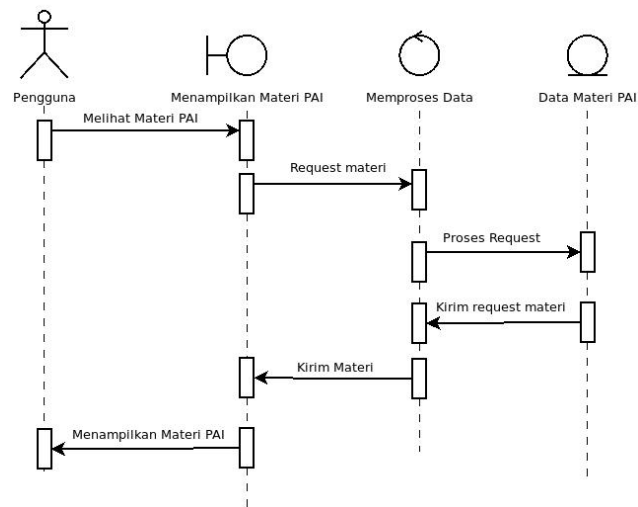 Pengguna
Menampilkan Materi PAI
Memproses Data
Data Materi PAI
Melihat Materi PAI
Request materi
Proses Request
Kirim request materi
Kirim Materi
Menampilkan Materi PAI